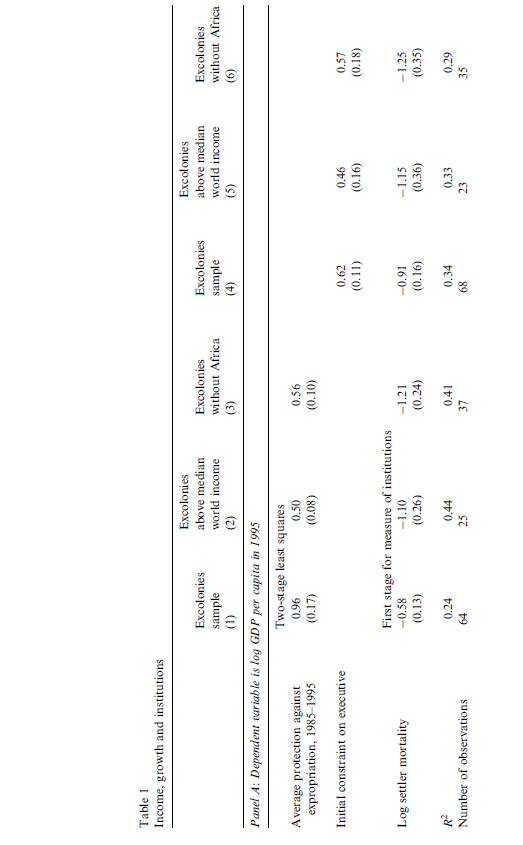 Table 1
Income, growth and institutions
Excolonies Excolonies Excolonies Excolonies Excolonies Excolonies
sample above median without Africa sample above median without Africa
(1) world income (3) (4) world income (6)
(2) (5)
Panel A: Dependent variable is log GDP per capita in 1995
Two-stage least squares
Average protection against 0.96 0.50 0.56
expropriation, 1985–1995 (0.17) (0.08) (0.10)
Initial constraint on executive 0.62 0.46 0.57
(0.11) (0.16) (0.18)
First stage for measure of institutions
Log settler mortality −0.58 −1.10 −1.21 −0.91 −1.15 −1.25
(0.13) (0.26) (0.24) (0.16) (0.36) (0.35)
R² 0.24 0.44 0.41 0.34 0.33 0.29
Number of observations 64 25 37 68 23 35